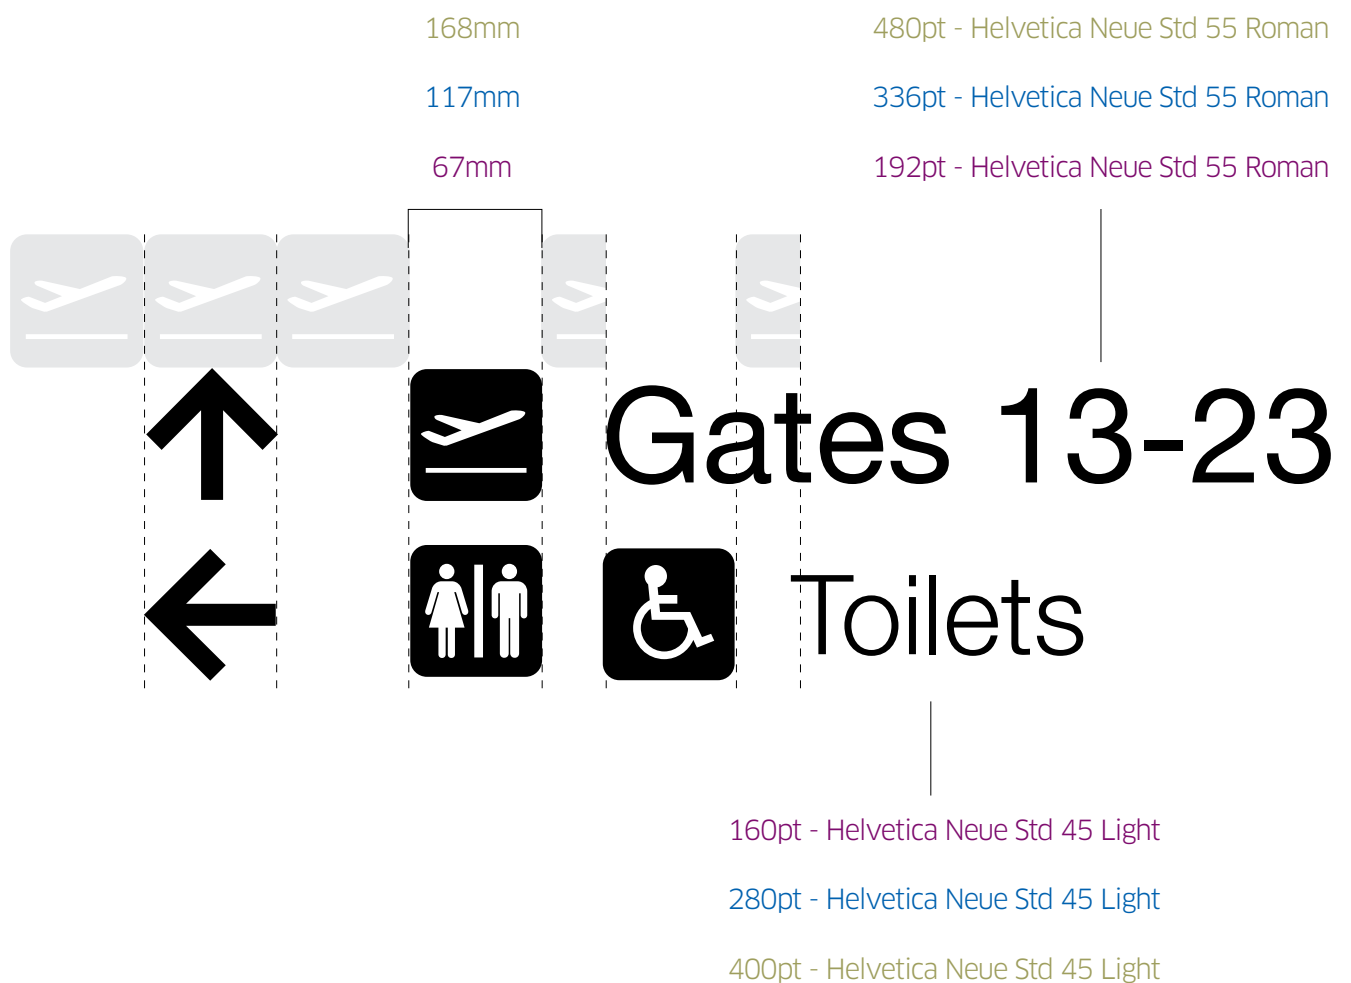 168mm
480pt - Helvetica Neue Std 55 Roman
117mm
336pt - Helvetica Neue Std 55 Roman
67mm
192pt - Helvetica Neue Std 55 Roman
Gates 13-23
Toilets
160pt - Helvetica Neue Std 45 Light
280pt - Helvetica Neue Std 45 Light
400pt - Helvetica Neue Std 45 Light